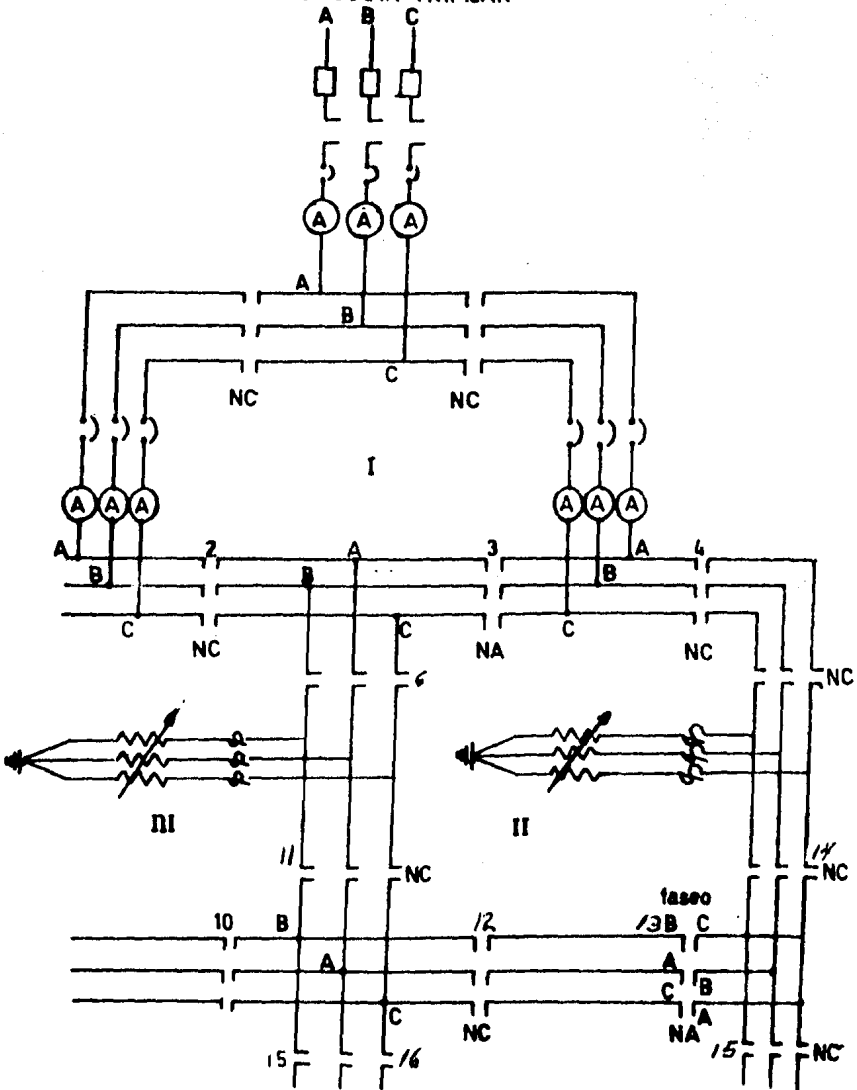 A B C
A A A
A
B
C
NC NC
I
A A A A A A
A 2 A 3 A 4
B B B
C C C
NC NA NC
6 NC
III II
11 NC 14 NC
faseo
10 B 12 13 B C
A A
C B
C A
NC NA
15 16 15 NC